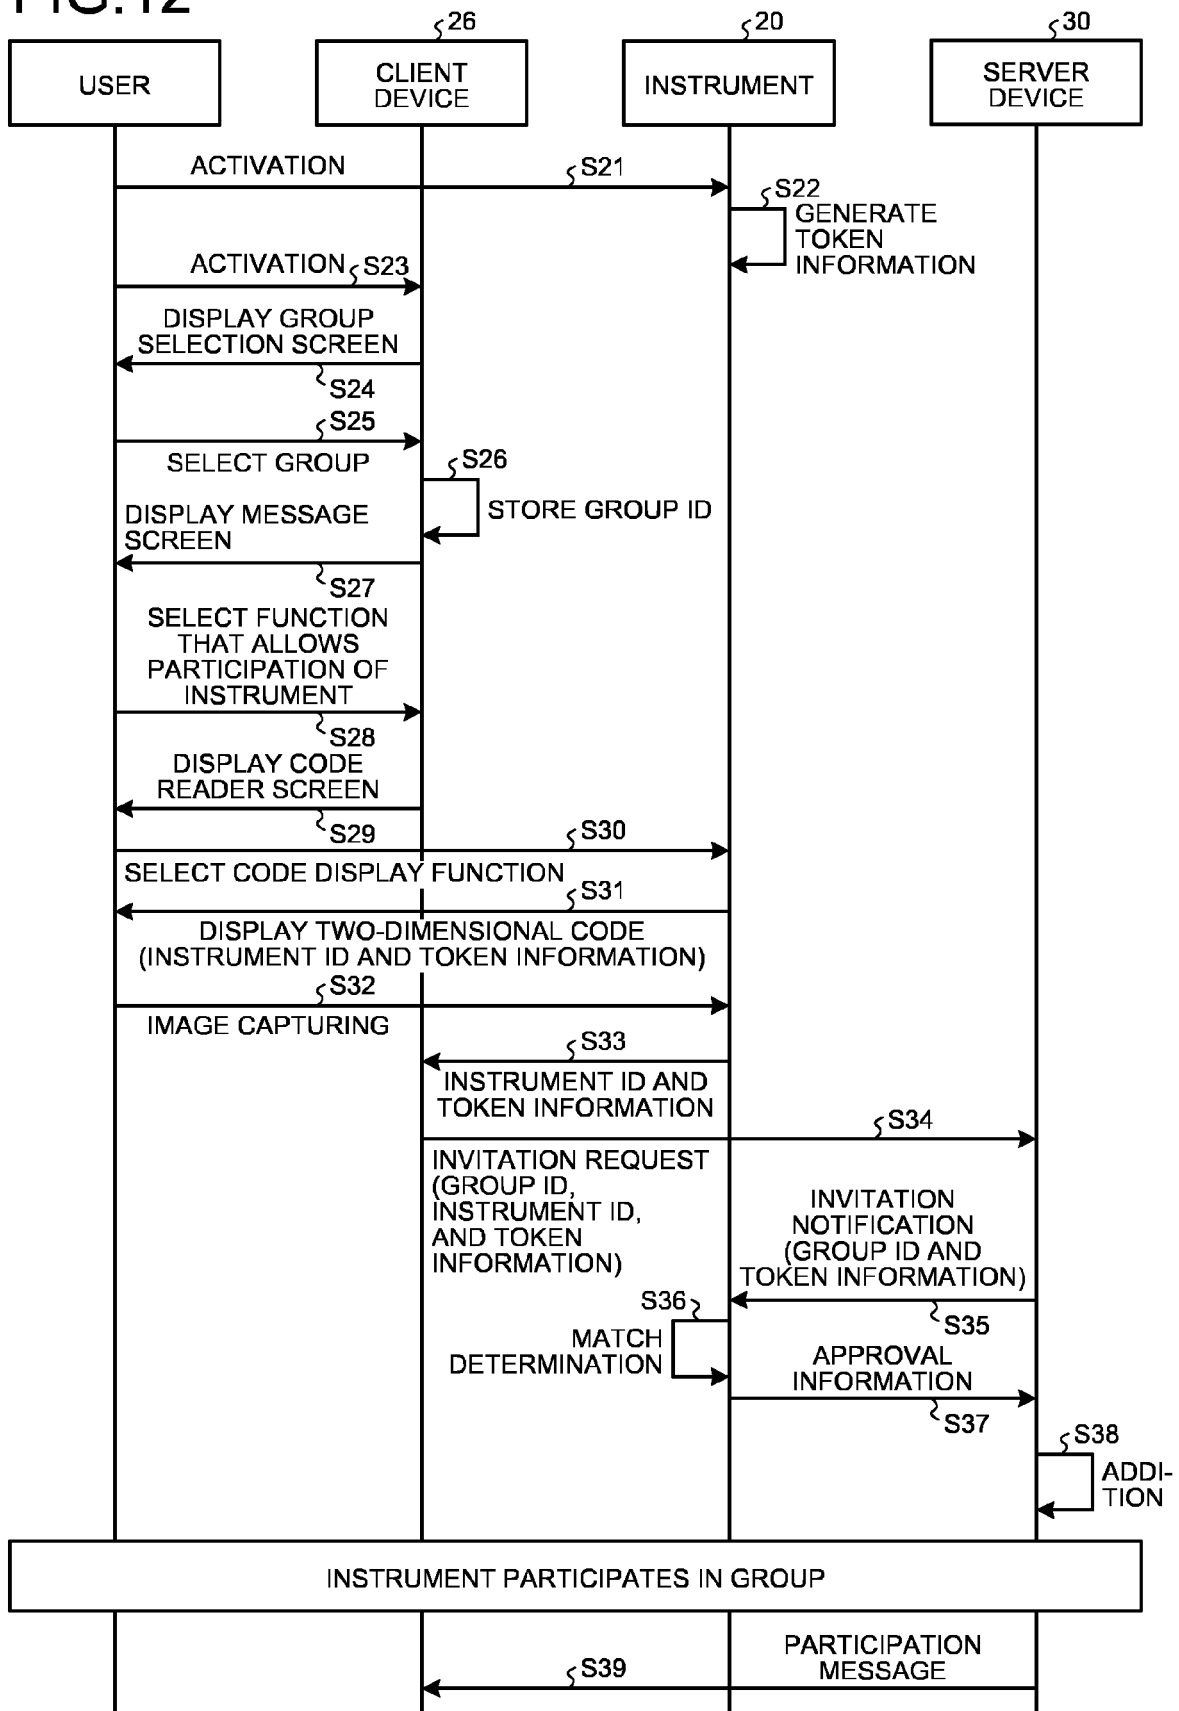 FIG.12
26
20
30
USER
CLIENT
DEVICE
INSTRUMENT
SERVER
DEVICE
ACTIVATION
S21
S22
GENERATE
TOKEN
INFORMATION
ACTIVATION
S23
DISPLAY GROUP
SELECTION SCREEN
S24
S25
SELECT GROUP
S26
STORE GROUP ID
DISPLAY MESSAGE
SCREEN
S27
SELECT FUNCTION
THAT ALLOWS
PARTICIPATION OF
INSTRUMENT
S28
DISPLAY CODE
READER SCREEN
S29
S30
SELECT CODE DISPLAY FUNCTION
S31
DISPLAY TWO-DIMENSIONAL CODE
(INSTRUMENT ID AND TOKEN INFORMATION)
S32
IMAGE CAPTURING
S33
INSTRUMENT ID AND
TOKEN INFORMATION
S34
INVITATION REQUEST
(GROUP ID,
INSTRUMENT ID,
AND TOKEN
INFORMATION)
INVITATION
NOTIFICATION
(GROUP ID AND
TOKEN INFORMATION)
S35
S36
MATCH
DETERMINATION
APPROVAL
INFORMATION
S37
S38
ADDI-
TION
INSTRUMENT PARTICIPATES IN GROUP
PARTICIPATION
MESSAGE
S39